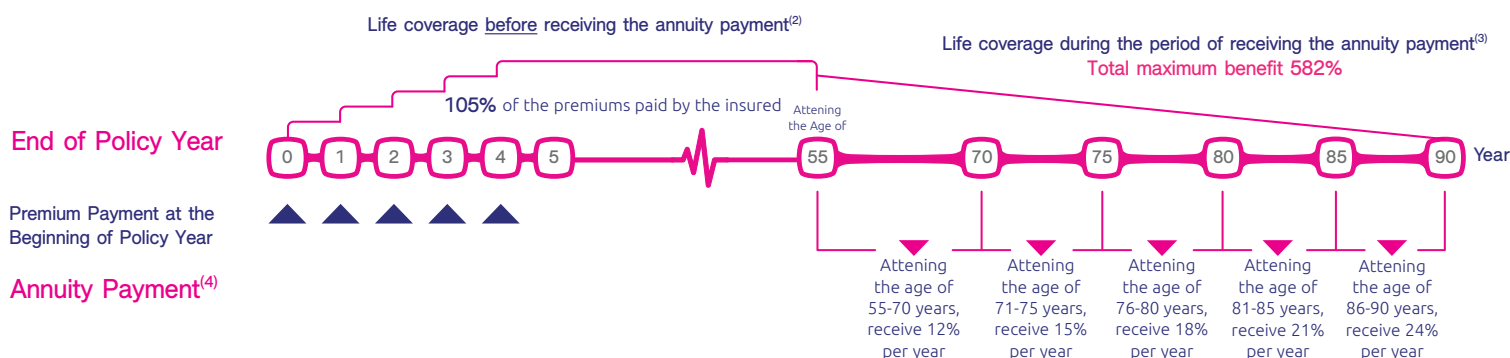 Life coverage before receiving the annuity payment(2)
Life coverage during the period of receiving the annuity payment(3)
Total maximum benefit 582%
105% of the premiums paid by the insured
Attening
the Age of
End of Policy Year
0 1 2 3 4 5 55 70 75 80 85 90 Year
Premium Payment at the
Beginning of Policy Year
Annuity Payment(4)
Attening
the age of
55-70 years,
receive 12%
per year
Attening
the age of
71-75 years,
receive 15%
per year
Attening
the age of
76-80 years,
receive 18%
per year
Attening
the age of
81-85 years,
receive 21%
per year
Attening
the age of
86-90 years,
receive 24%
per year